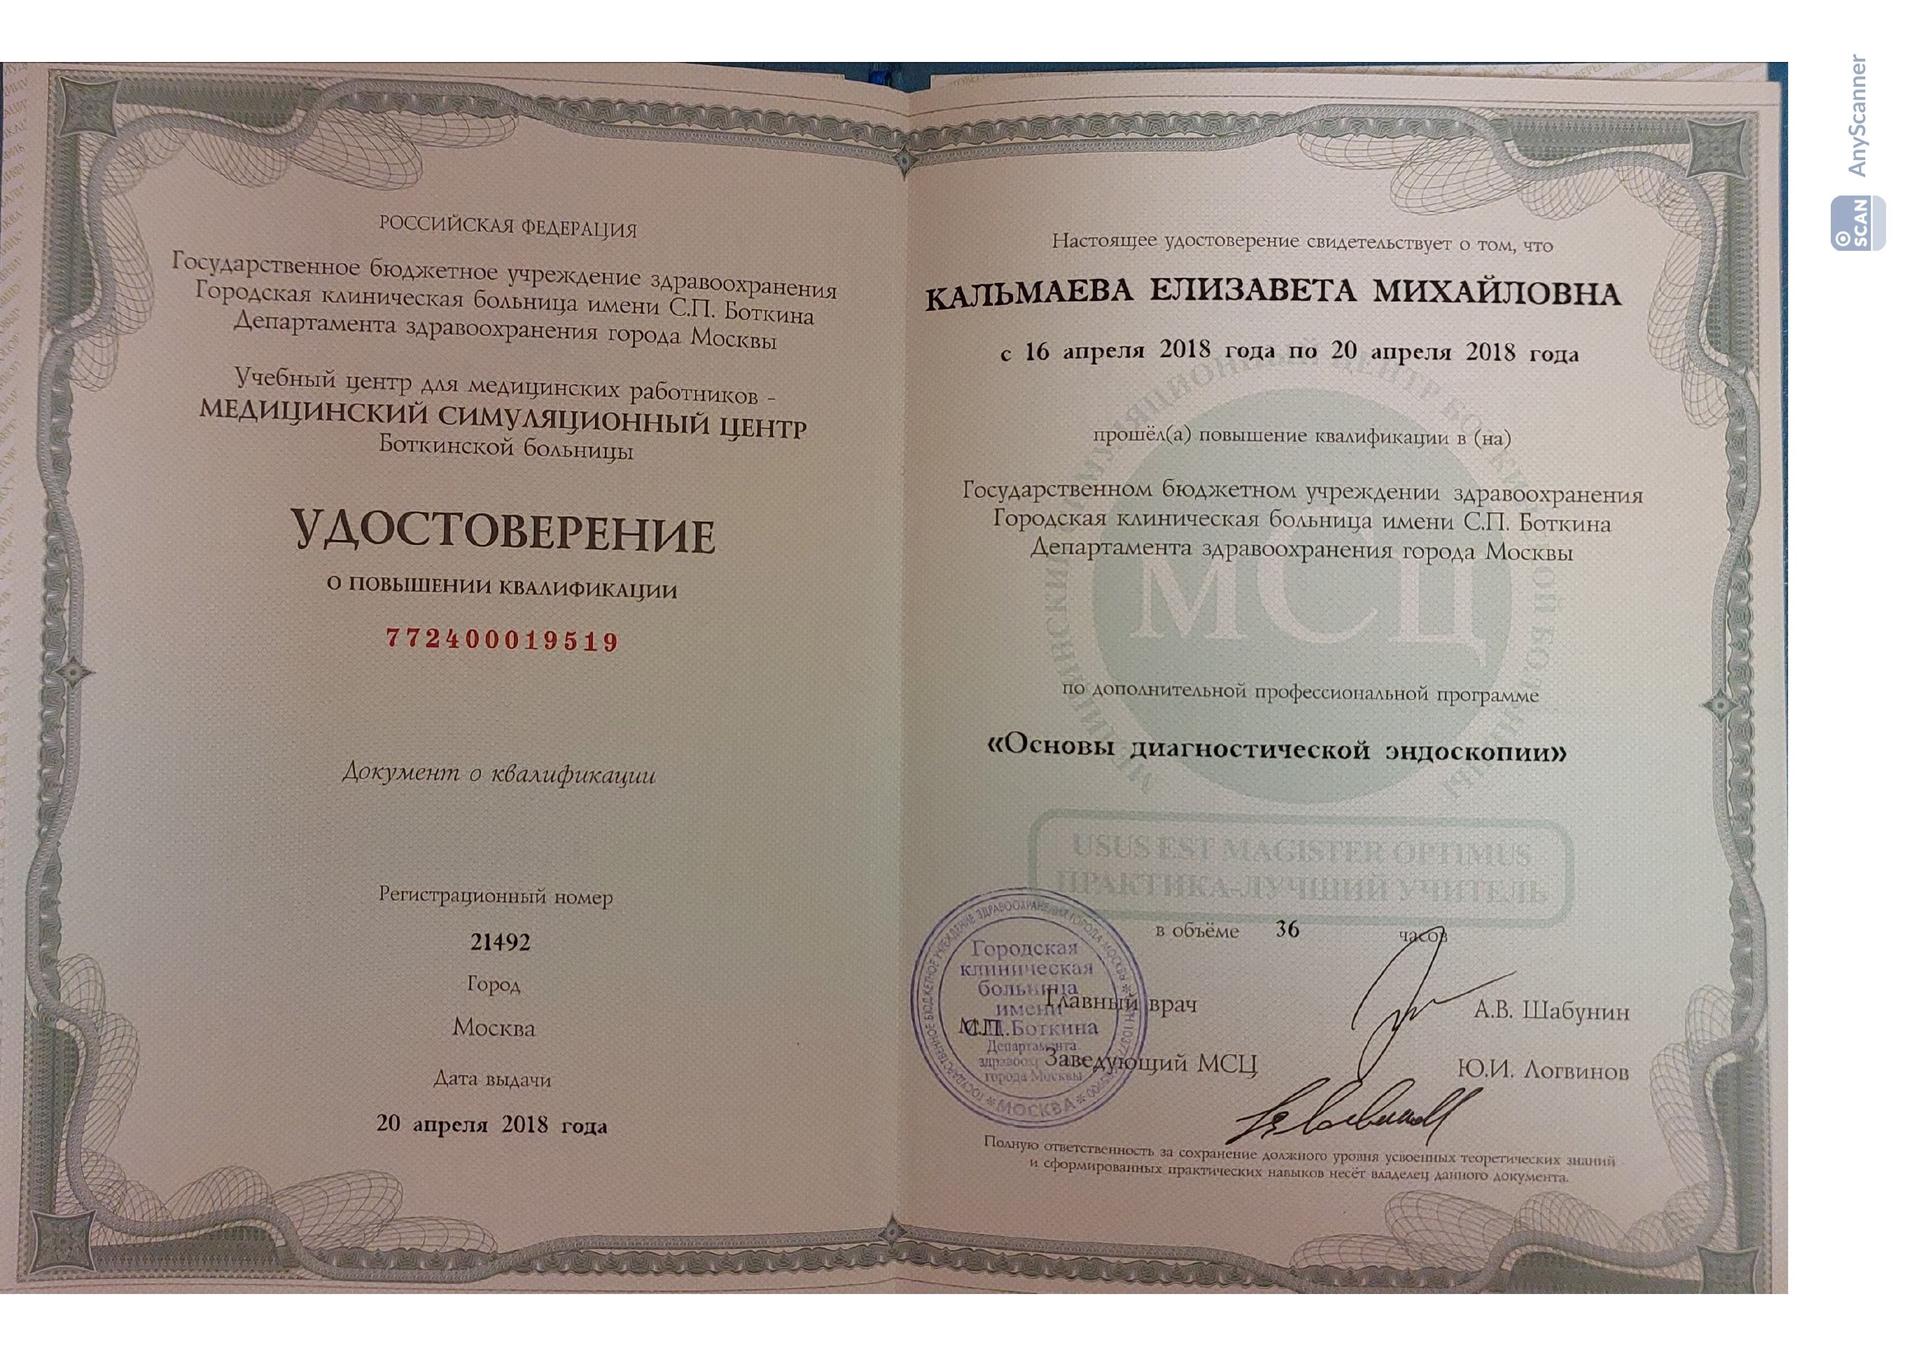 РОССИЙСКАЯ ФЕДЕРАЦИЯ
Государственное бюджетное учреждение здравоохранения
Городская клиническая больница имени С.П. Боткина
Департамента здравоохранения города Москвы
Учебный центр для медицинских работников -
МЕДИЦИНСКИЙ СИМУЛЯЦИОННЫЙ ЦЕНТР
Боткинской больницы
УДОСТОВЕРЕНИЕ
О ПОВЫШЕНИИ КВАЛИФИКАЦИИ
772400019519
Документ о квалификации
Регистрационный номер
21492
Город
Москва
Дата выдачи
20 апреля 2018 года
Настоящее удостоверение свидетельствует о том, что
КАЛЬМАЕВА ЕЛИЗАВЕТА МИХАЙЛОВНА
с 16 апреля 2018 года по 20 апреля 2018 года
прошёл(а) повышение квалификации в (на)
Государственном бюджетном учреждении здравоохранения
Городская клиническая больница имени С.П. Боткина
Департамента здравоохранения города Москвы
МСЦ
по дополнительной профессиональной программе
«Основы диагностической эндоскопии»
USUS EST MAGISTER OPTIMUS
ПРАКТИКА-ЛУЧШИЙ УЧИТЕЛЬ
в объёме 36 часов
Главный врач А.В. Шабунин
М.П.
Заведующий МСЦ Ю.И. Логвинов
Городская
клиническая
больница
имени
С.П.Боткина
Департамента
города Москвы
МОСКВА
Полную ответственность за сохранение должного уровня усвоенных теоретических знаний
и сформированных практических навыков несёт владелец данного документа.
SCAN AnyScanner